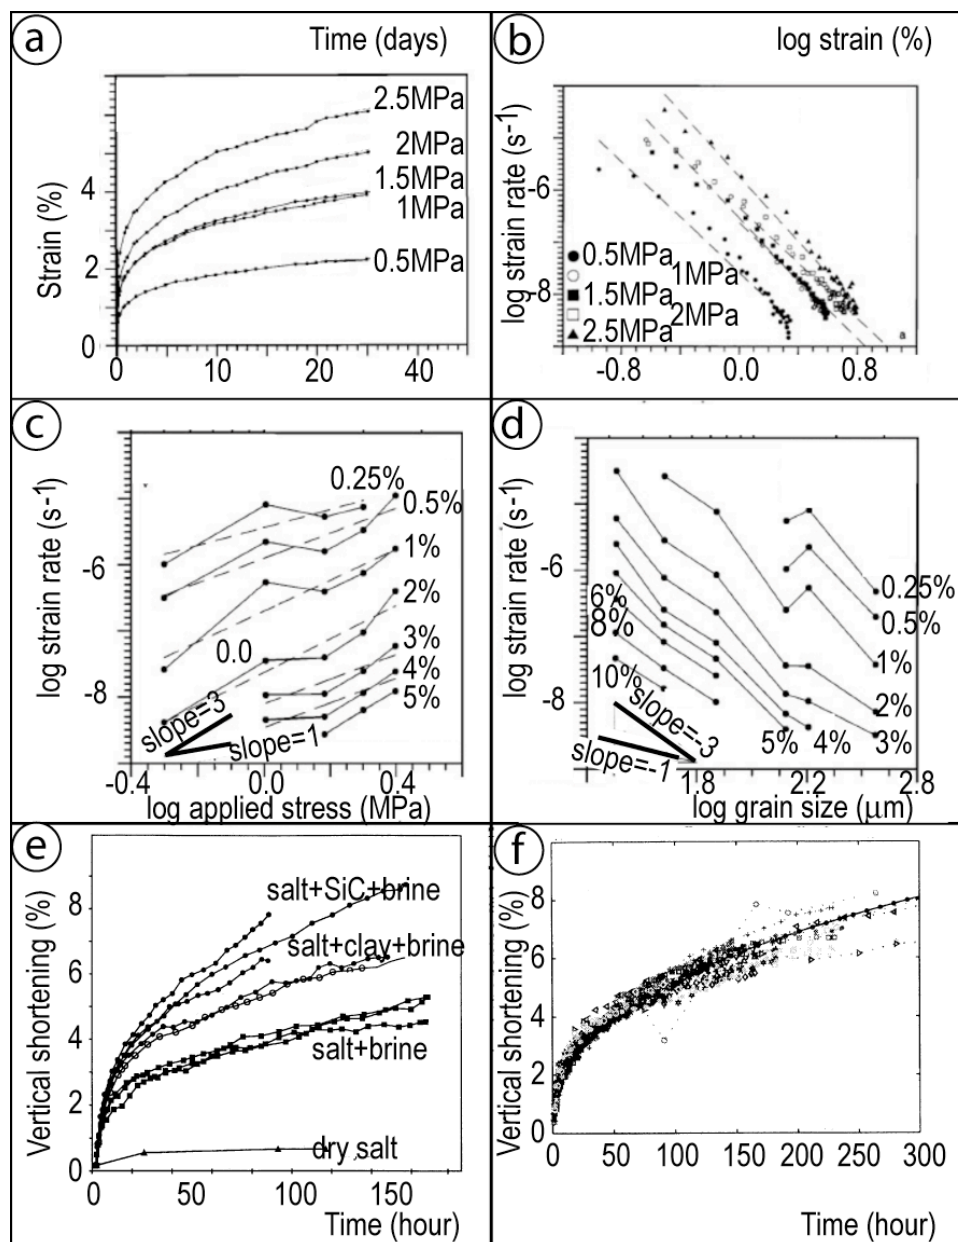 a
Time (days)
Strain (%)
4
2
0
0
10
20
20
2.5MPa
2MPa
1.5MPa
1MPa
0.5MPa
b
log strain (%)
log strain rate (s-1)
-6
-8
-0.8
0.0
0.8
0.5MPa
1MPa
1.5MPa
2MPa
2.5MPa
a
c
log strain rate (s-1)
-6
-8
0.25%
0.5%
1%
2%
3%
4%
5%
0.0
slope=3
slope=1
-0.4
0.0
0.4
log applied stress (MPa)
d
log strain rate (s-1)
-6
-8
0.25%
0.5%
1%
2%
3%
4%
5%
6%
8%
10%
slope=-3
slope=-1
1.8
2.2
2.8
log grain size (μm)
e
Vertical shortening (%)
8
6
4
2
0
salt+SiC+brine
salt+clay+brine
salt+brine
dry salt
0
50
100
150
Time (hour)
f
Vertical shortening (%)
8
6
4
2
0
0
50
100
150
200
250
300
Time (hour)